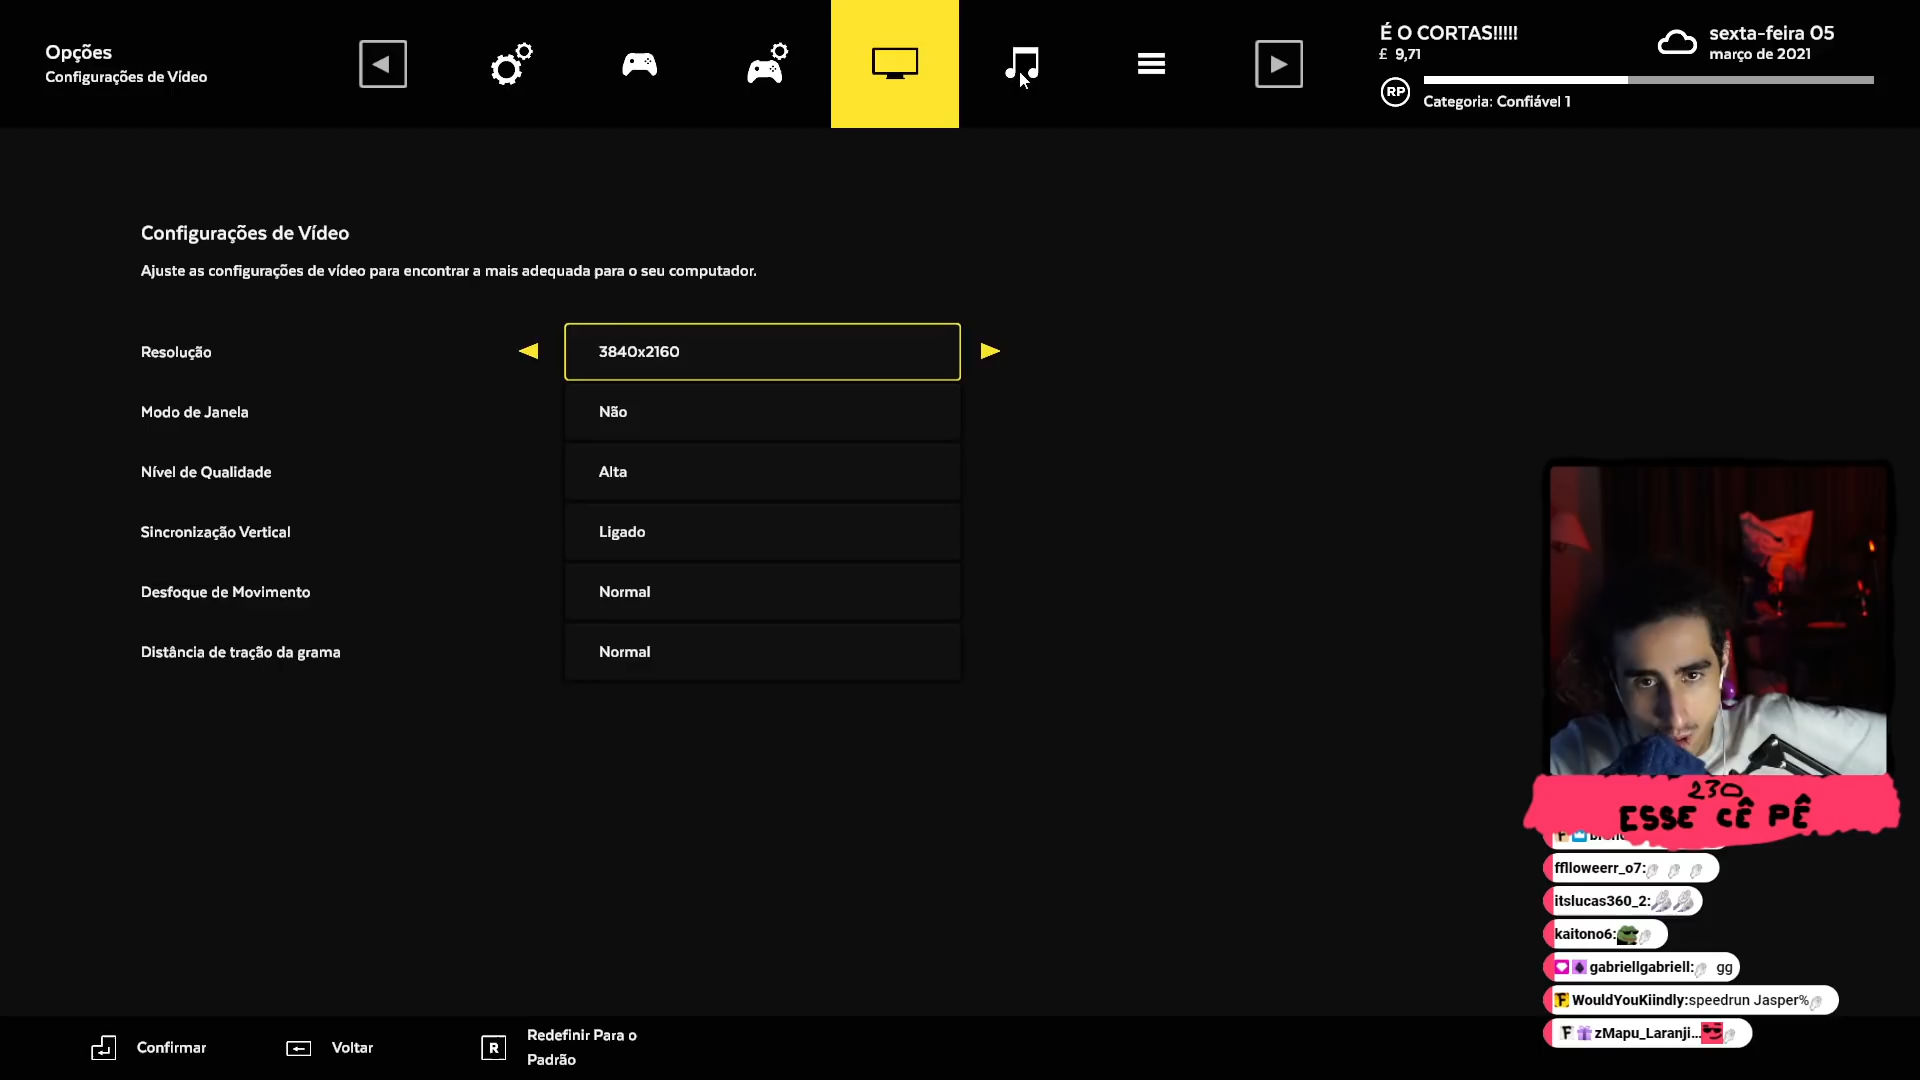 Opções
Configurações de Vídeo
É O CORTAS!!!!!
£ 9,71
sexta-feira 05
março de 2021
RP
Categoria: Confiável 1
Configurações de Vídeo
Ajuste as configurações de vídeo para encontrar a mais adequada para o seu computador.
Resolução
3840x2160
Modo de Janela
Não
Nível de Qualidade
Alta
Sincronização Vertical
Ligado
Desfoque de Movimento
Normal
Distância de tração da grama
Normal
230
ESSE CÊ PÊ
fflloweerr_o7:
itslucas360_2:
kaitono6:
gabriellgabriell: gg
F WouldYouKiindly:speedrun Jasper%
F zMapu_Laranji...
Confirmar
Voltar
R
Redefinir Para o
Padrão